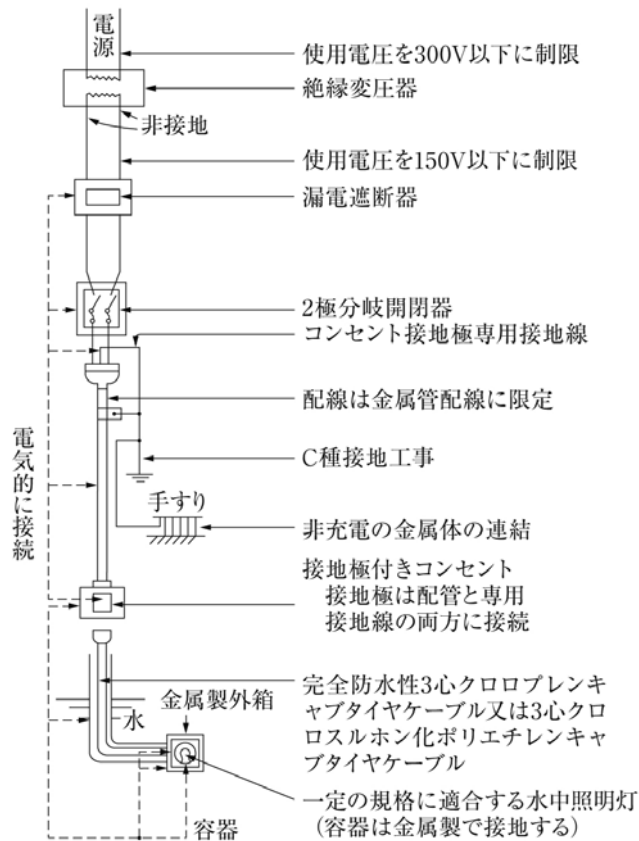 電源
使用電圧を300V以下に制限
絶縁変圧器
非接地
使用電圧を150V以下に制限
漏電遮断器
2極分岐開閉器
コンセント接地極専用接地線
配線は金属管配線に限定
電気的に接続
C種接地工事
手すり
非充電の金属体の連結
接地極付きコンセント
接地極は配管と専用
接地線の両方に接続
完全防水性3心クロロプレンキ
ャブタイヤケーブル又は3心クロ
ロスルホン化ポリエチレンキャ
ブタイヤケーブル
金属製外箱
水
一定の規格に適合する水中照明灯
(容器は金属製で接地する)
容器